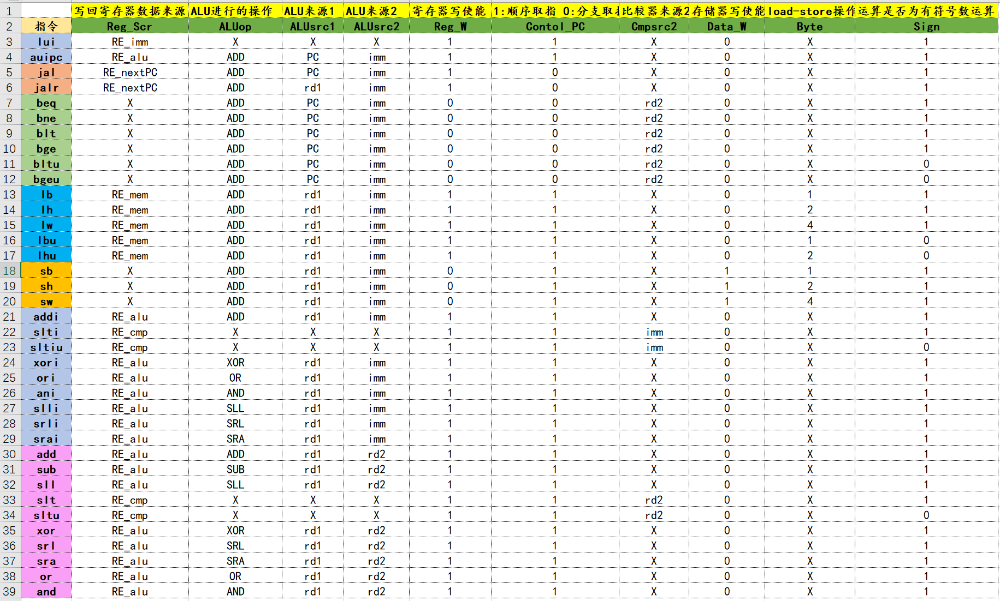 1 写回寄存器数据来源 ALU进行的操作 ALU来源1 ALU来源2 寄存器写使能 1:顺序取指 0:分支取 比较器来源2 存储器写使能 load-store操作 运算是否为有符号数运算
2 指令 Reg_Scr ALUop ALUsrc1 ALUsrc2 Reg_W Contol_PC Cmpsrc2 Data_W Byte Sign
3 lui RE_imm X X X 1 1 X 0 X 1
4 auipc RE_alu ADD PC imm 1 1 X 0 X 1
5 jal RE_nextPC ADD PC imm 1 0 X 0 X 1
6 jalr RE_nextPC ADD rd1 imm 1 0 X 0 X 1
7 beq X ADD PC imm 0 0 rd2 0 X 1
8 bne X ADD PC imm 0 0 rd2 0 X 1
9 blt X ADD PC imm 0 0 rd2 0 X 1
10 bge X ADD PC imm 0 0 rd2 0 X 1
11 bltu X ADD PC imm 0 0 rd2 0 X 0
12 bgeu X ADD PC imm 0 0 rd2 0 X 0
13 lb RE_mem ADD rd1 imm 1 1 X 0 1 1
14 lh RE_mem ADD rd1 imm 1 1 X 0 2 1
15 lw RE_mem ADD rd1 imm 1 1 X 0 4 1
16 lbu RE_mem ADD rd1 imm 1 1 X 0 1 0
17 lhu RE_mem ADD rd1 imm 1 1 X 0 2 0
18 sb X ADD rd1 imm 0 1 X 1 1 1
19 sh X ADD rd1 imm 0 1 X 1 2 1
20 sw X ADD rd1 imm 0 1 X 1 4 1
21 addi RE_alu ADD rd1 imm 1 1 X 0 X 1
22 slti RE_cmp X X X 1 1 imm 0 X 1
23 sltiu RE_cmp X X X 1 1 imm 0 X 0
24 xori RE_alu XOR rd1 imm 1 1 X 0 X 1
25 ori RE_alu OR rd1 imm 1 1 X 0 X 1
26 ani RE_alu AND rd1 imm 1 1 X 0 X 1
27 slli RE_alu SLL rd1 imm 1 1 X 0 X 1
28 srli RE_alu SRL rd1 imm 1 1 X 0 X 1
29 srai RE_alu SRA rd1 imm 1 1 X 0 X 1
30 add RE_alu ADD rd1 rd2 1 1 X 0 X 1
31 sub RE_alu SUB rd1 rd2 1 1 X 0 X 1
32 sll RE_alu SLL rd1 rd2 1 1 X 0 X 1
33 slt RE_cmp X X X 1 1 rd2 0 X 1
34 sltu RE_cmp X X X 1 1 rd2 0 X 0
35 xor RE_alu XOR rd1 rd2 1 1 X 0 X 1
36 srl RE_alu SRL rd1 rd2 1 1 X 0 X 1
37 sra RE_alu SRA rd1 rd2 1 1 X 0 X 1
38 or RE_alu OR rd1 rd2 1 1 X 0 X 1
39 and RE_alu AND rd1 rd2 1 1 X 0 X 1